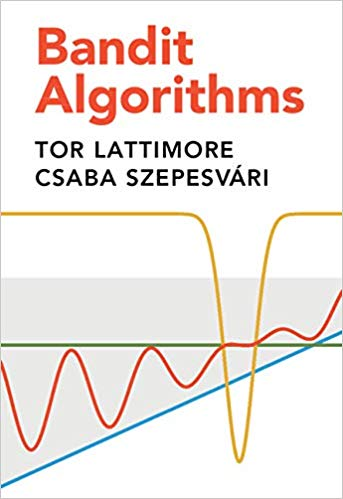 Bandit
Algorithms
TOR LATTIMORE
CSABA SZEPESVÁRI